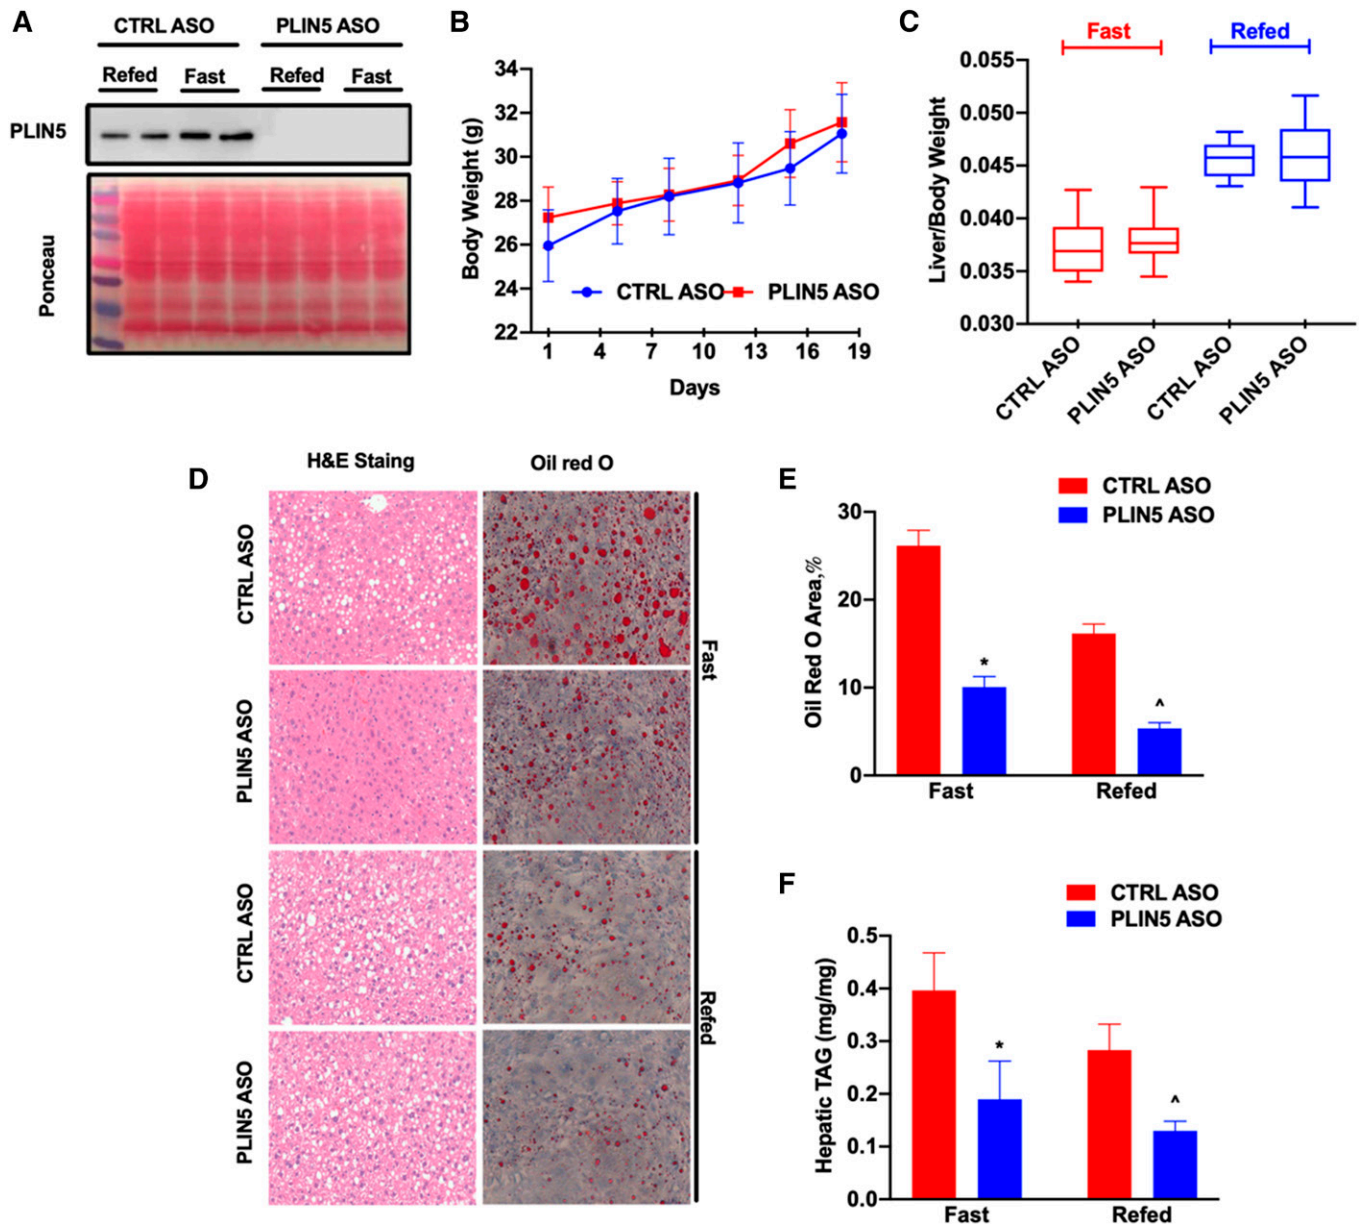 A
CTRL ASO PLIN5 ASO
Refed Fast Refed Fast
PLIN5
Ponceau
B
34
32
30
28
26
24
22
Body Weight (g)
CTRL ASO PLIN5 ASO
1 4 7 10 13 16 19
Days
C
Fast Refed
0.055
0.050
0.045
0.040
0.035
0.030
Liver/Body Weight
CTRL ASO PLIN5 ASO CTRL ASO PLIN5 ASO
D
H&E Staing Oil red O
CTRL ASO
PLIN5 ASO
CTRL ASO
PLIN5 ASO
Fast
Refed
E
CTRL ASO
PLIN5 ASO
30
20
10
0
Oil Red O Area,%
*
^
Fast Refed
F
CTRL ASO
PLIN5 ASO
0.5
0.4
0.3
0.2
0.1
0.0
Hepatic TAG (mg/mg)
*
^
Fast Refed